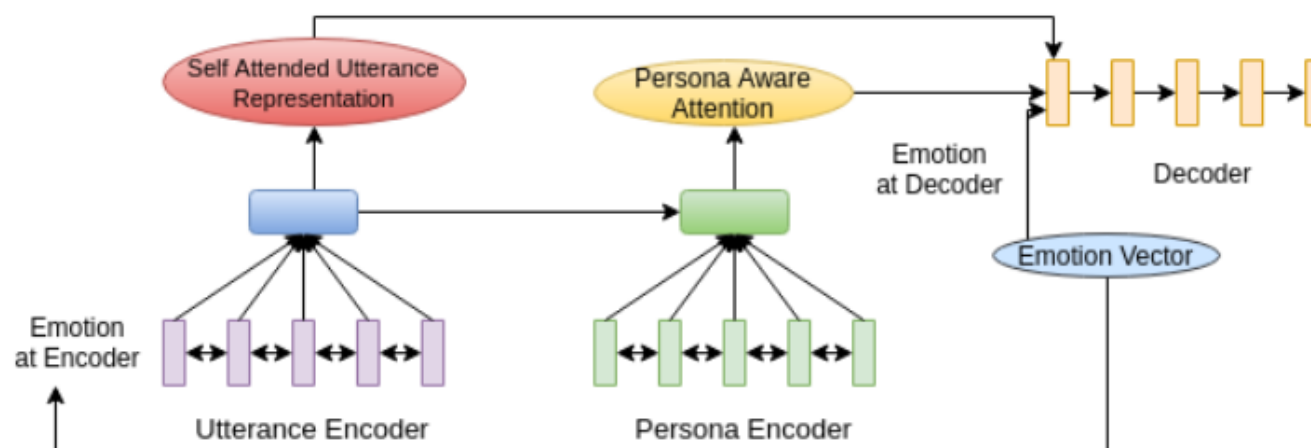 Self Attended Utterance
Representation
Persona Aware
Attention
Emotion
at Decoder
Decoder
Emotion Vector
Emotion
at Encoder
Utterance Encoder
Persona Encoder